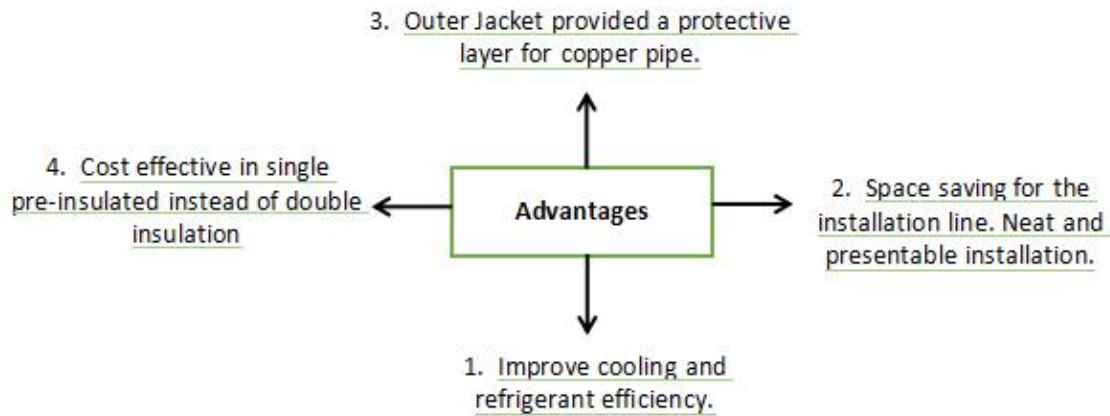 3. Outer Jacket provided a protective
layer for copper pipe.
4. Cost effective in single
pre-insulated instead of double
insulation
Advantages
2. Space saving for the
installation line. Neat and
presentable installation.
1. Improve cooling and
refrigerant efficiency.